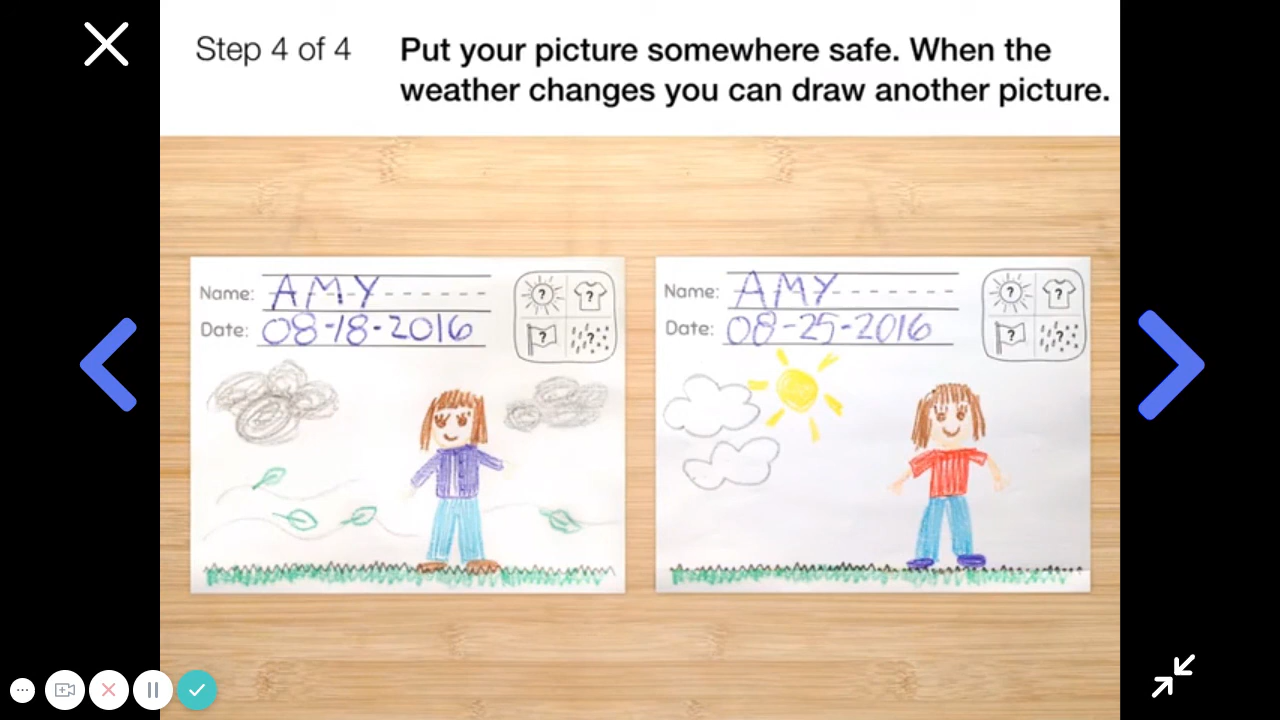 Step 4 of 4
Put your picture somewhere safe. When the
weather changes you can draw another picture.
Name: AMY
Date: 08-18-2016
? ?
? ?
Name: AMY
Date: 08-25-2016
? ?
? ?